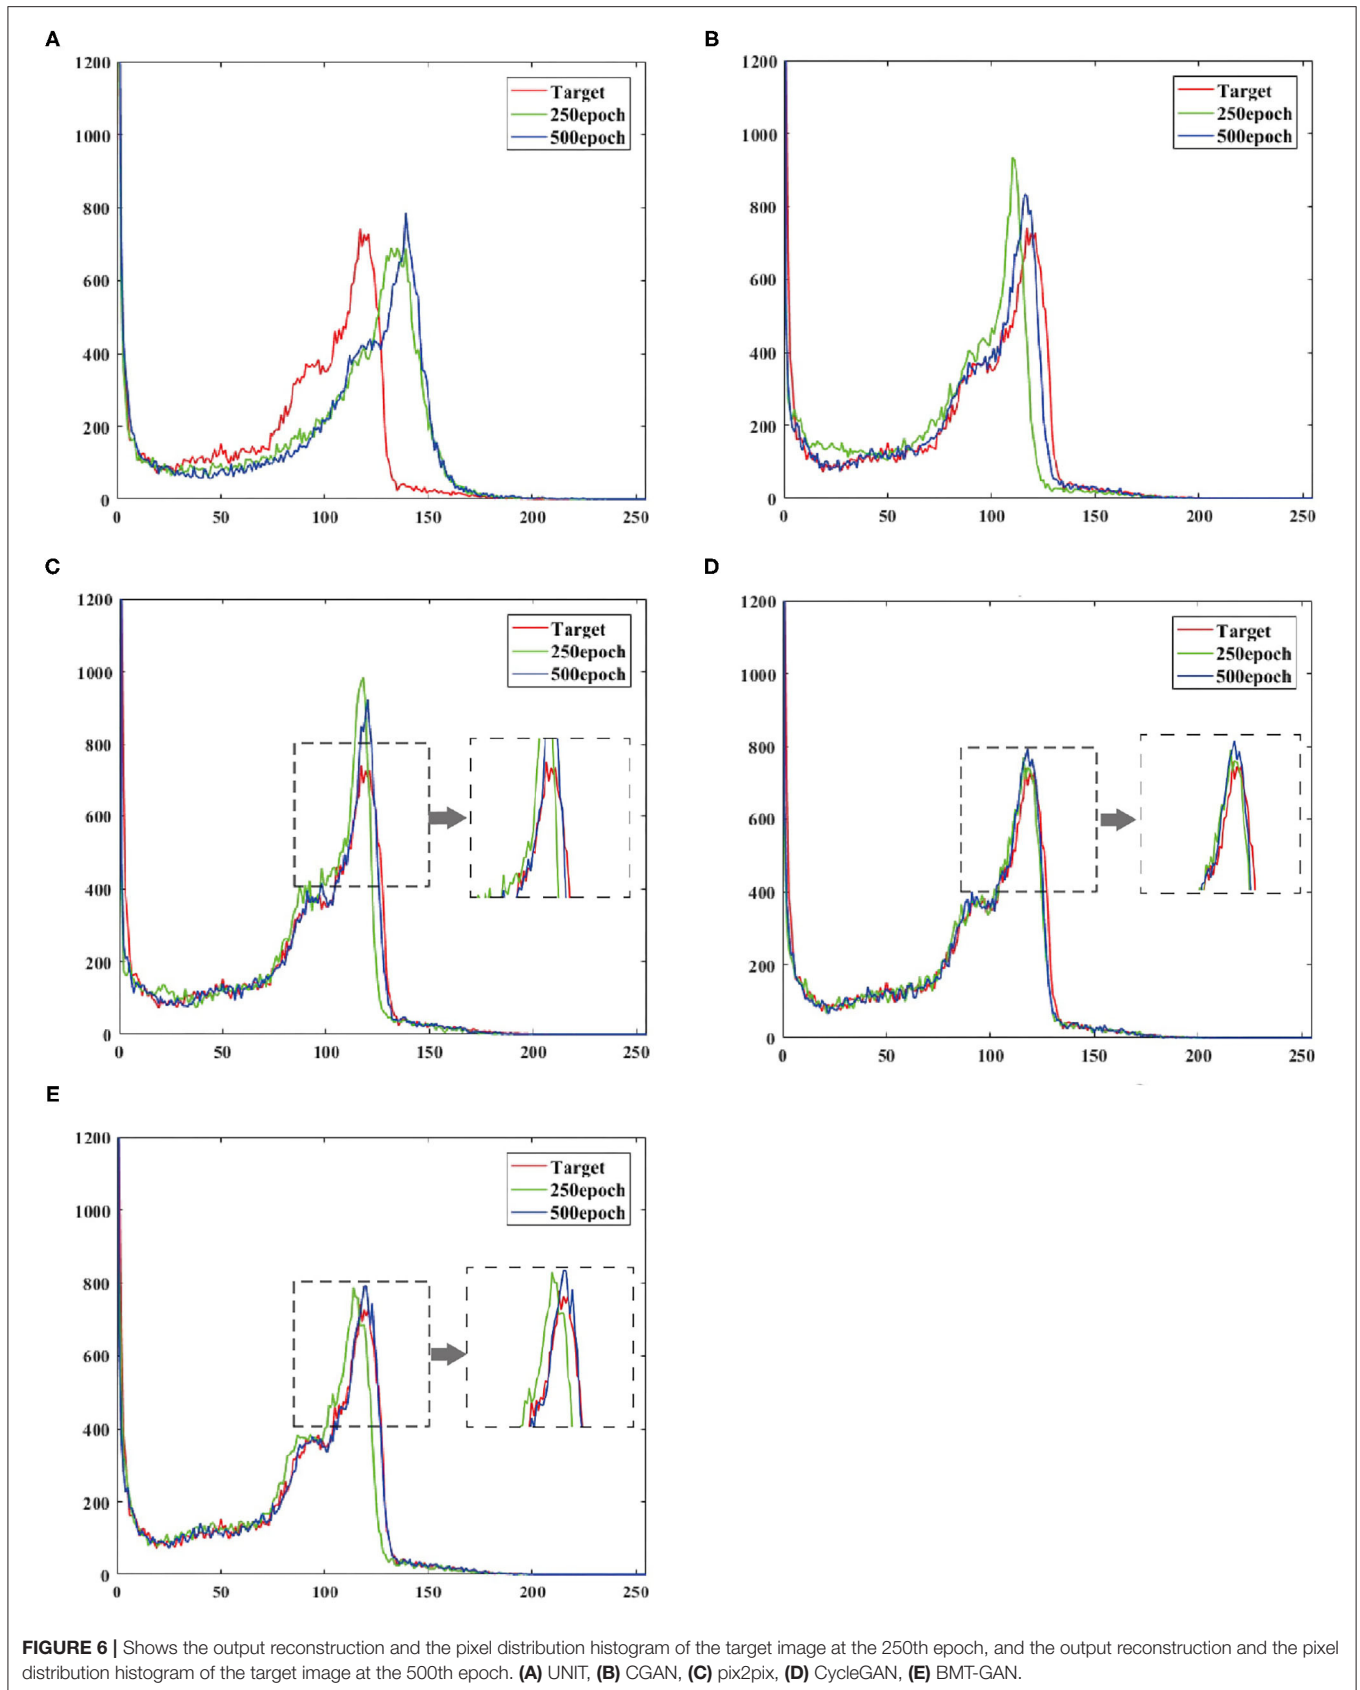 A
1200
1000
800
600
400
200
0
0 50 100 150 200 250
Target
250epoch
500epoch
B
1200
1000
800
600
400
200
0
0 50 100 150 200 250
Target
250epoch
500epoch
C
1200
1000
800
600
400
200
0
0 50 100 150 200 250
Target
250epoch
500epoch
D
1200
1000
800
600
400
200
0
0 50 100 150 200 250
Target
250epoch
500epoch
E
1200
1000
800
600
400
200
0
0 50 100 150 200 250
Target
250epoch
500epoch
FIGURE 6 | Shows the output reconstruction and the pixel distribution histogram of the target image at the 250th epoch, and the output reconstruction and the pixel
distribution histogram of the target image at the 500th epoch. (A) UNIT, (B) CGAN, (C) pix2pix, (D) CycleGAN, (E) BMT-GAN.